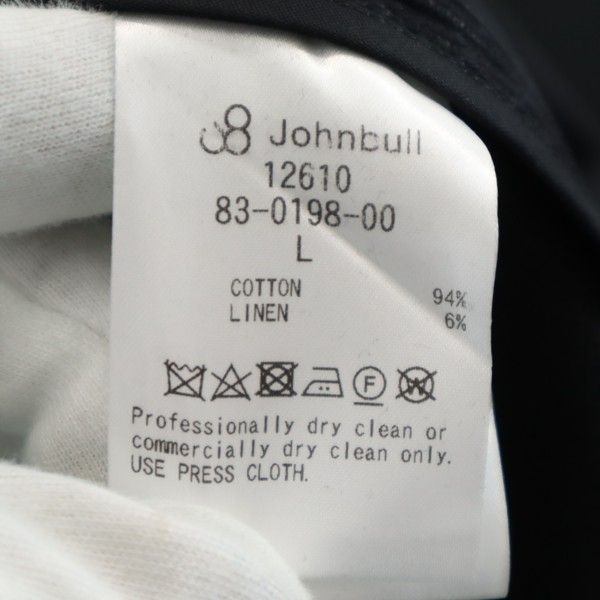 Johnbull
12610
83-0198-00
L
COTTON 94%
LINEN 6%
F W
Professionally dry clean or
commercially dry clean only.
USE PRESS CLOTH.